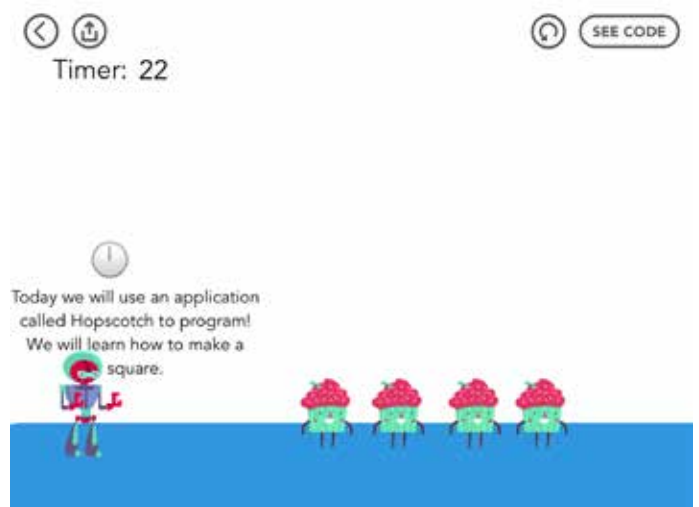 SEE CODE
Timer: 22
Today we will use an application
called Hopscotch to program!
We will learn how to make a
square.